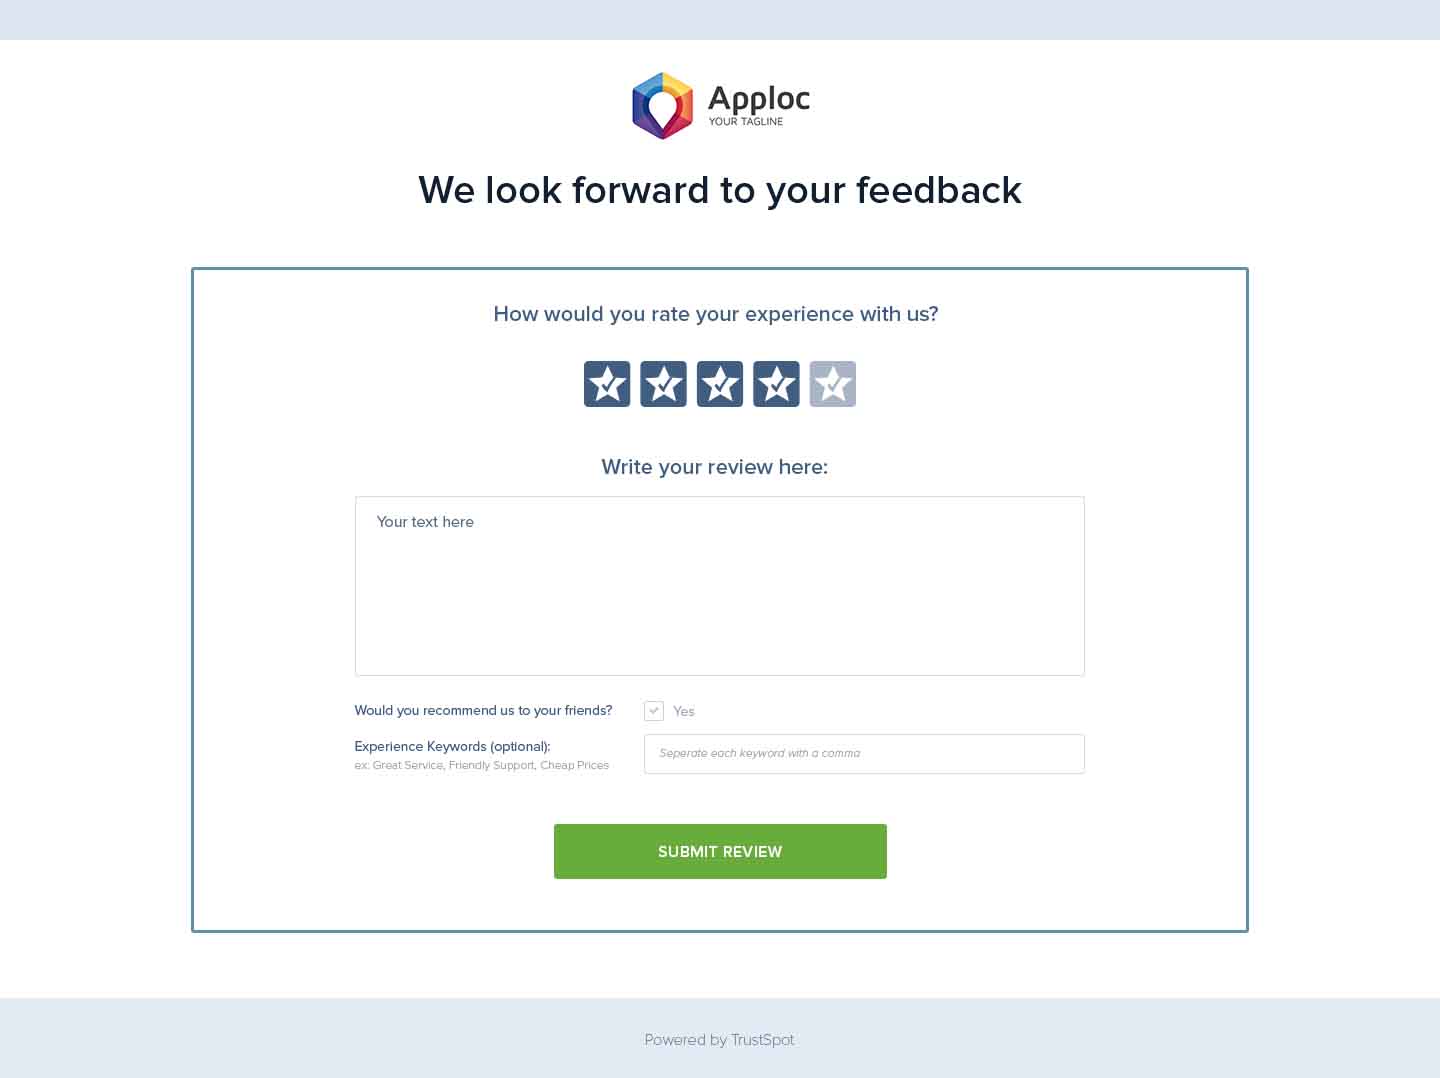 Apploc
YOUR TAGLINE
We look forward to your feedback
How would you rate your experience with us?
Write your review here:
Your text here
Would you recommend us to your friends?
Yes
Experience Keywords (optional):
ex: Great Service, Friendly Support, Cheap Prices
Seperate each keyword with a comma
SUBMIT REVIEW
Powered by TrustSpot